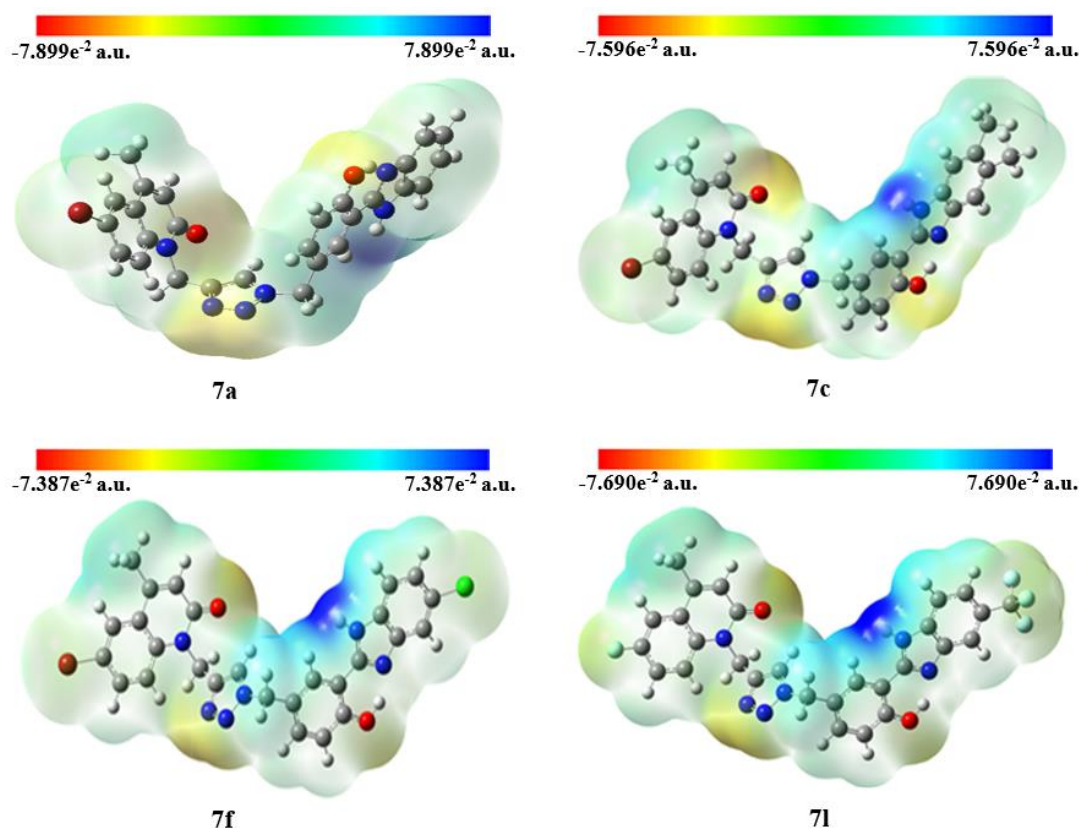 -7.899e⁻² a.u. 7.899e⁻² a.u.
-7.596e⁻² a.u. 7.596e⁻² a.u.
7a
7c
-7.387e⁻² a.u. 7.387e⁻² a.u.
-7.690e⁻² a.u. 7.690e⁻² a.u.
7f
7l